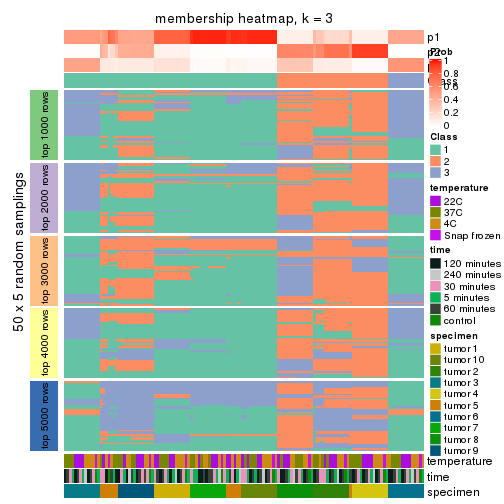 membership heatmap, k = 3
p1
p2
Prob
0.8
0.6
0.4
0.2
0
Class
1
2
3
temperature
22C
37C
4C
Snap frozen
time
120 minutes
240 minutes
30 minutes
5 minutes
60 minutes
control
specimen
tumor 1
tumor 10
tumor 2
tumor 3
tumor 4
tumor 5
tumor 6
tumor 7
tumor 8
tumor 9
50 x 5 random samplings
top 1000 rows
top 2000 rows
top 3000 rows
top 4000 rows
top 5000 rows
temperature
time
specimen